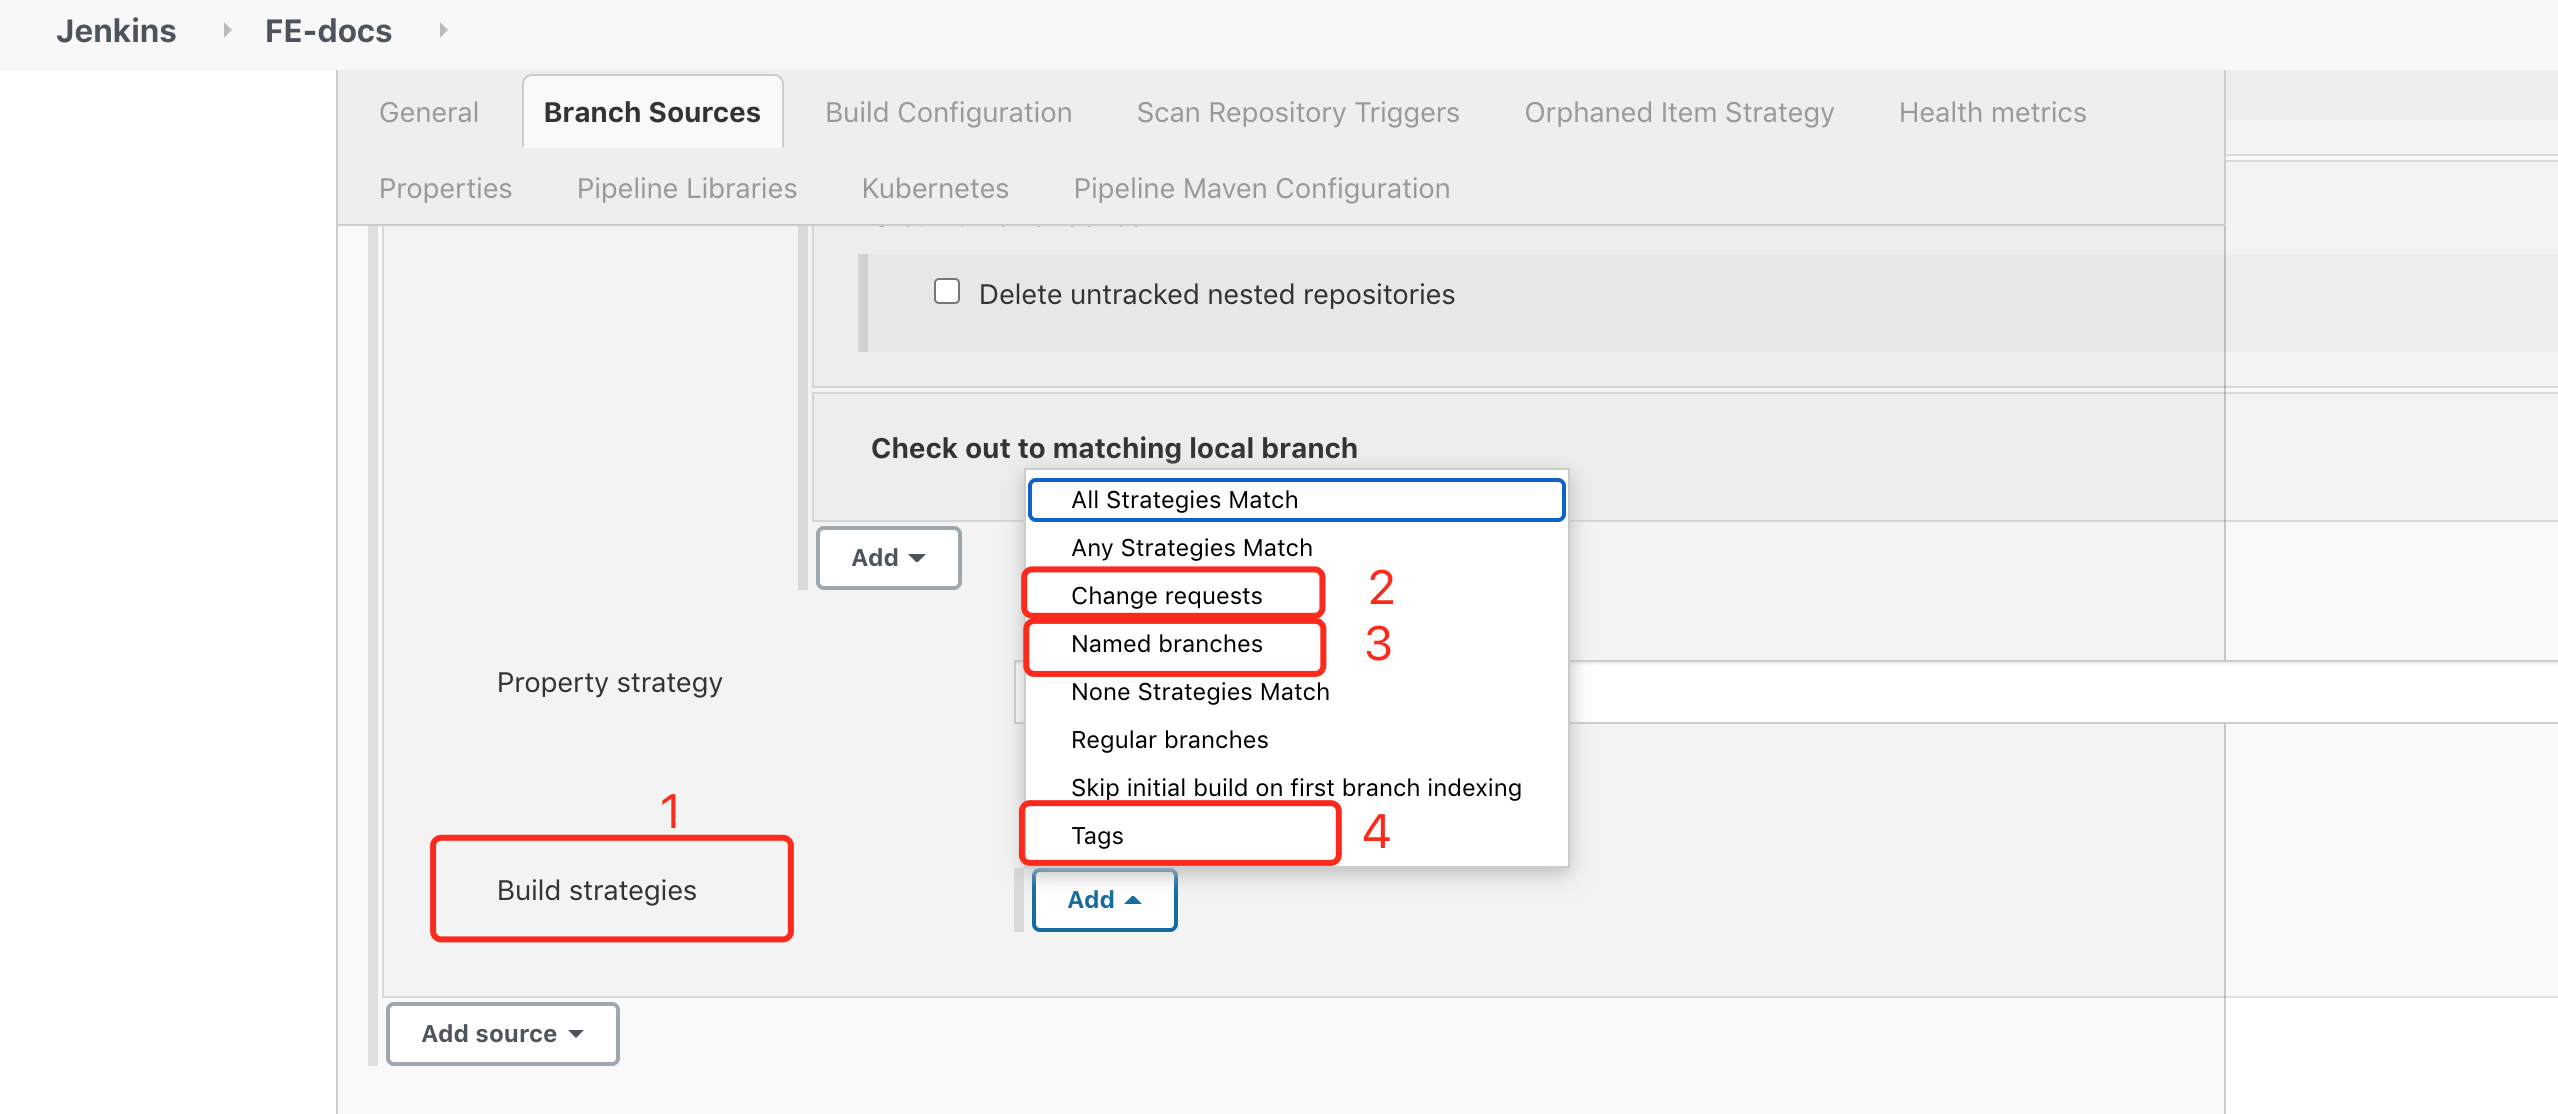 Jenkins FE-docs
General Branch Sources Build Configuration Scan Repository Triggers Orphaned Item Strategy Health metrics
Properties Pipeline Libraries Kubernetes Pipeline Maven Configuration
Delete untracked nested repositories
Check out to matching local branch
All Strategies Match
Any Strategies Match
Add
Change requests 2
Named branches 3
Property strategy
None Strategies Match
Regular branches
Skip initial build on first branch indexing
1
Tags 4
Build strategies
Add
Add source